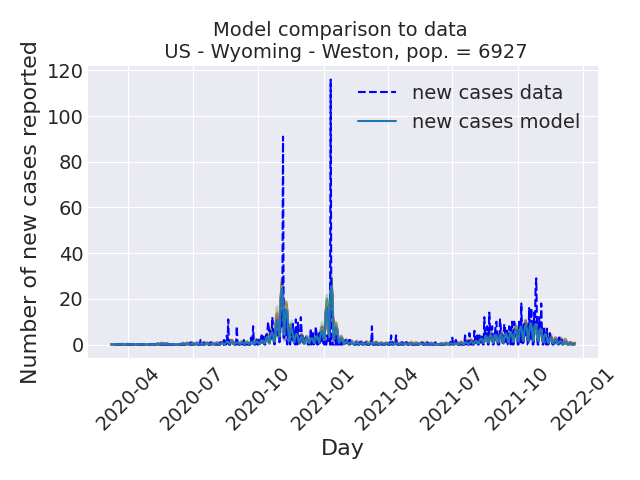 Model comparison to data
US - Wyoming - Weston, pop. = 6927
Number of new cases reported
120
100
80
60
40
20
0
new cases data
new cases model
2020-04
2020-07
2020-10
2021-01
2021-04
2021-07
2021-10
2022-01
Day